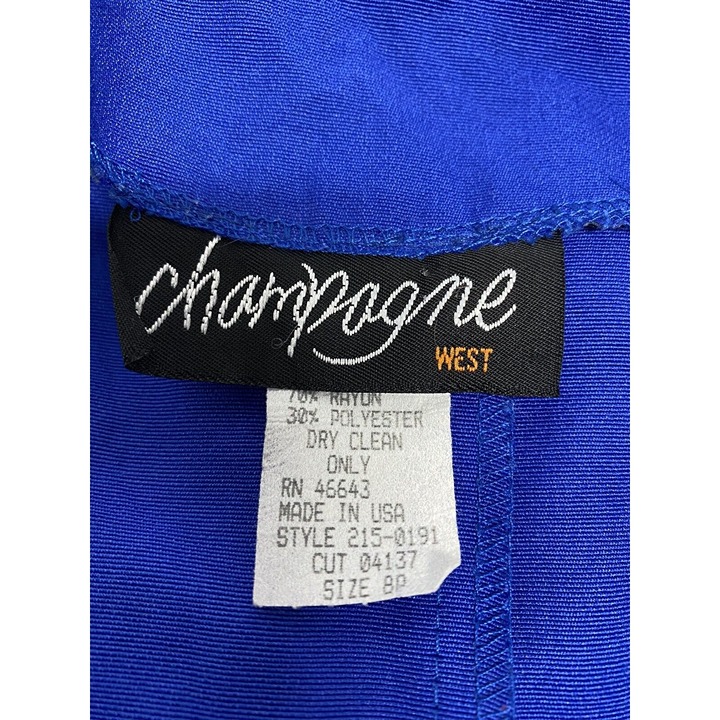 champagne
WEST
70% RAYON
30% POLYESTER
DRY CLEAN
ONLY
RN 46643
MADE IN USA
STYLE 215-0191
CUT 04137
SIZE 8P